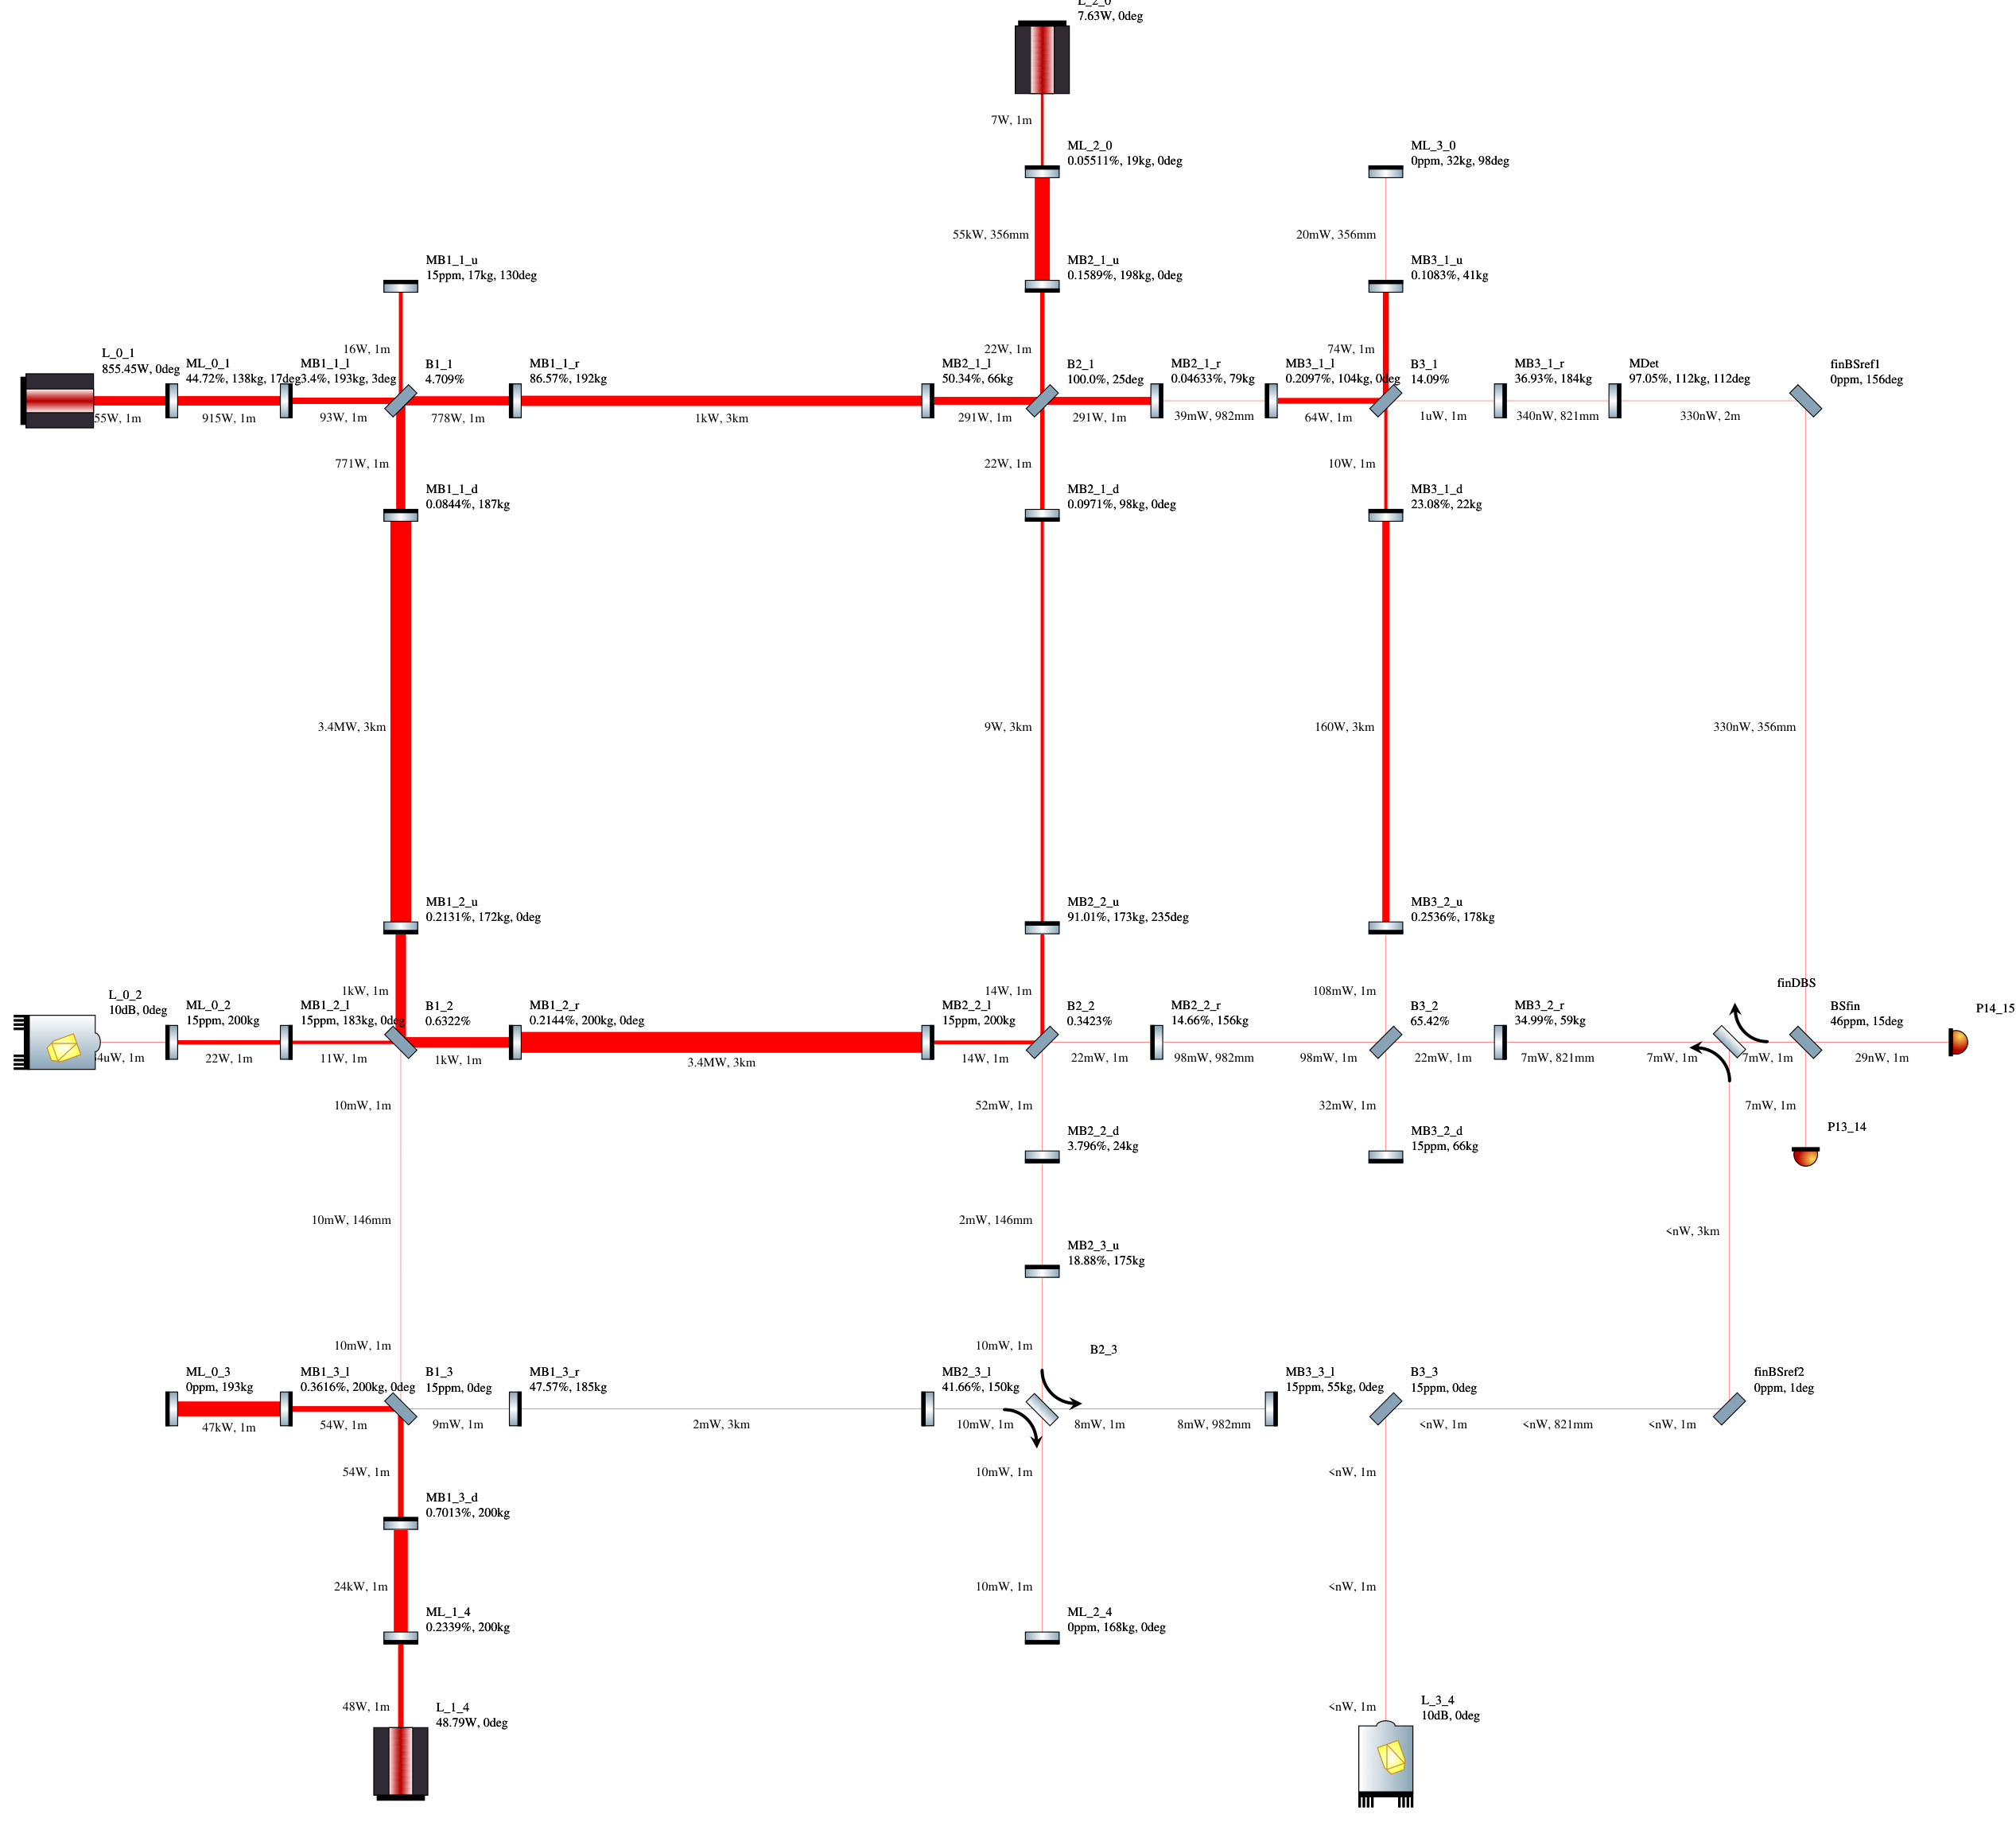 L_2_0
7.63W, 0deg
7W, 1m
ML_2_0
0.05511%, 19kg, 0deg
ML_3_0
0ppm, 32kg, 98deg
55kW, 356mm
20mW, 356mm
MB1_1_u
15ppm, 17kg, 130deg
MB2_1_u
0.1589%, 198kg, 0deg
MB3_1_u
0.1083%, 41kg
16W, 1m
22W, 1m
74W, 1m
L_0_1
855.45W, 0deg
ML_0_1
44.72%, 138kg, 17deg
MB1_1_l
3.4%, 193kg, 3deg
B1_1
4.709%
MB1_1_r
86.57%, 192kg
MB2_1_l
50.34%, 66kg
B2_1
100.0%, 25deg
MB2_1_r
0.04633%, 79kg
MB3_1_l
0.2097%, 104kg, 0deg
B3_1
14.09%
MB3_1_r
36.93%, 184kg
MDet
97.05%, 112kg, 112deg
finBSref1
0ppm, 156deg
55W, 1m
915W, 1m
93W, 1m
778W, 1m
1kW, 3km
291W, 1m
291W, 1m
39mW, 982mm
64W, 1m
1uW, 1m
340nW, 821mm
330nW, 2m
771W, 1m
22W, 1m
10W, 1m
MB1_1_d
0.0844%, 187kg
MB2_1_d
0.0971%, 98kg, 0deg
MB3_1_d
23.08%, 22kg
3.4MW, 3km
9W, 3km
160W, 3km
330nW, 356mm
MB1_2_u
0.2131%, 172kg, 0deg
MB2_2_u
91.01%, 173kg, 235deg
MB3_2_u
0.2536%, 178kg
1kW, 1m
14W, 1m
108mW, 1m
finDBS
L_0_2
10dB, 0deg
ML_0_2
15ppm, 200kg
MB1_2_l
15ppm, 183kg, 0deg
B1_2
0.6322%
MB1_2_r
0.2144%, 200kg, 0deg
MB2_2_l
15ppm, 200kg
B2_2
0.3423%
MB2_2_r
14.66%, 156kg
B3_2
65.42%
MB3_2_r
34.99%, 59kg
BSfin
46ppm, 15deg
P14_15
4uW, 1m
22W, 1m
11W, 1m
1kW, 1m
3.4MW, 3km
14W, 1m
22mW, 1m
98mW, 982mm
98mW, 1m
22mW, 1m
7mW, 821mm
7mW, 1m
7mW, 1m
29nW, 1m
10mW, 1m
52mW, 1m
32mW, 1m
7mW, 1m
MB2_2_d
3.796%, 24kg
MB3_2_d
15ppm, 66kg
P13_14
10mW, 146mm
2mW, 146mm
<nW, 3km
MB2_3_u
18.88%, 175kg
10mW, 1m
10mW, 1m
B2_3
ML_0_3
0ppm, 193kg
MB1_3_l
0.3616%, 200kg, 0deg
B1_3
15ppm, 0deg
MB1_3_r
47.57%, 185kg
MB2_3_l
41.66%, 150kg
MB3_3_l
15ppm, 55kg, 0deg
B3_3
15ppm, 0deg
finBSref2
0ppm, 1deg
47kW, 1m
54W, 1m
9mW, 1m
2mW, 3km
10mW, 1m
8mW, 1m
8mW, 982mm
<nW, 1m
<nW, 821mm
<nW, 1m
54W, 1m
10mW, 1m
<nW, 1m
MB1_3_d
0.7013%, 200kg
24kW, 1m
10mW, 1m
<nW, 1m
ML_1_4
0.2339%, 200kg
ML_2_4
0ppm, 168kg, 0deg
48W, 1m
<nW, 1m
L_1_4
48.79W, 0deg
L_3_4
10dB, 0deg